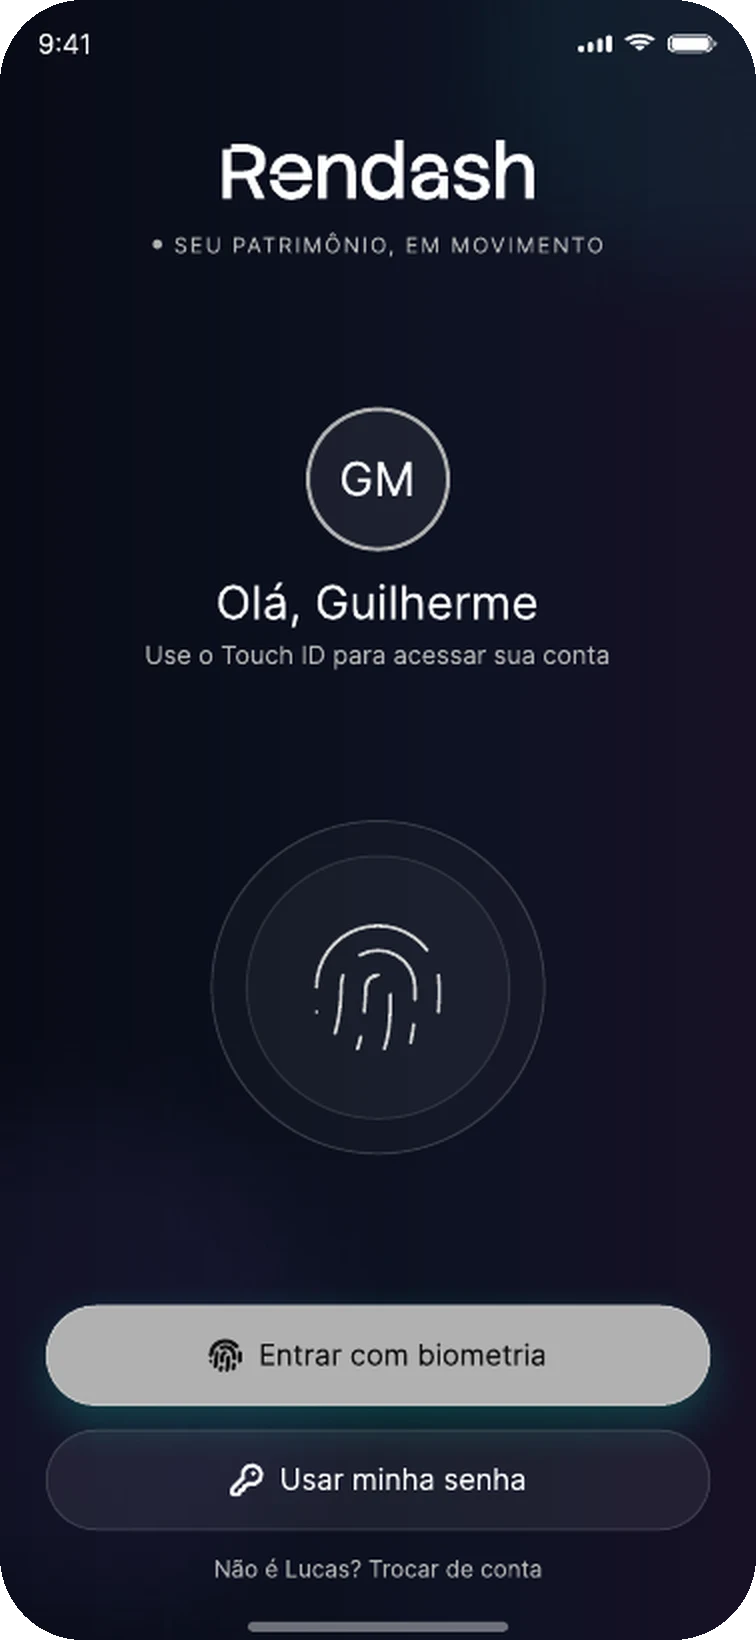 9:41
Rendash
• SEU PATRIMÔNIO, EM MOVIMENTO
GM
Olá, Guilherme
Use o Touch ID para acessar sua conta
Entrar com biometria
Usar minha senha
Não é Lucas? Trocar de conta